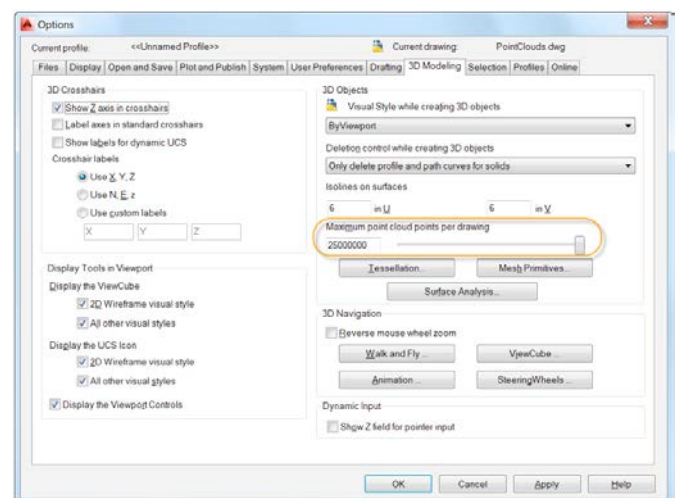 Options
Current profile: <<Unnamed Profile>> Current drawing: PointClouds.dwg
Files Display Open and Save Plot and Publish System User Preferences Drafting 3D Modeling Selection Profiles Online
3D Crosshairs
Show Z axis in crosshairs
Label axes in standard crosshairs
Show labels for dynamic UCS
Crosshair labels
Use X, Y, Z
Use N, E, z
Use custom labels
X Y Z
Display Tools in Viewport
Display the ViewCube
2D Wireframe visual style
All other visual styles
Display the UCS Icon
2D Wireframe visual style
All other visual styles
Display the Viewport Controls
3D Objects
Visual Style while creating 3D objects
ByViewport
Deletion control while creating 3D objects
Only delete profile and path curves for solids
Isolines on surfaces
6 in U 6 in V
Maximum point cloud points per drawing
25000000
Tessellation... Mesh Primitives...
Surface Analysis...
3D Navigation
Reverse mouse wheel zoom
Walk and Fly... ViewCube...
Animation... SteeringWheels...
Dynamic Input
Show Z field for pointer input
OK Cancel Apply Help